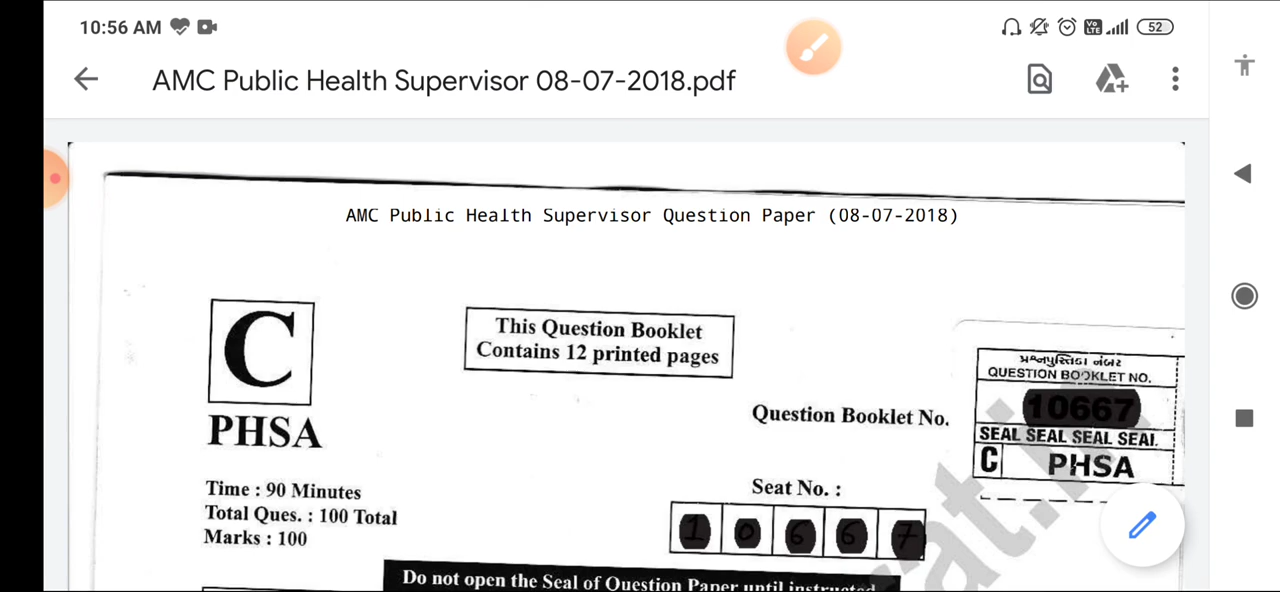 10:56 AM
Vo LTE
52
AMC Public Health Supervisor 08-07-2018.pdf
AMC Public Health Supervisor Question Paper (08-07-2018)
C
PHSA
This Question Booklet
Contains 12 printed pages
પ્રશ્નપુસ્તિકા નંબર
QUESTION BOOKLET NO.
Question Booklet No.
10667
SEAL SEAL SEAL SEAL
C PHSA
Time : 90 Minutes
Total Ques. : 100 Total
Marks : 100
Seat No. :
1 0 6 6 7
Do not open the Seal of Question Paper until instructed